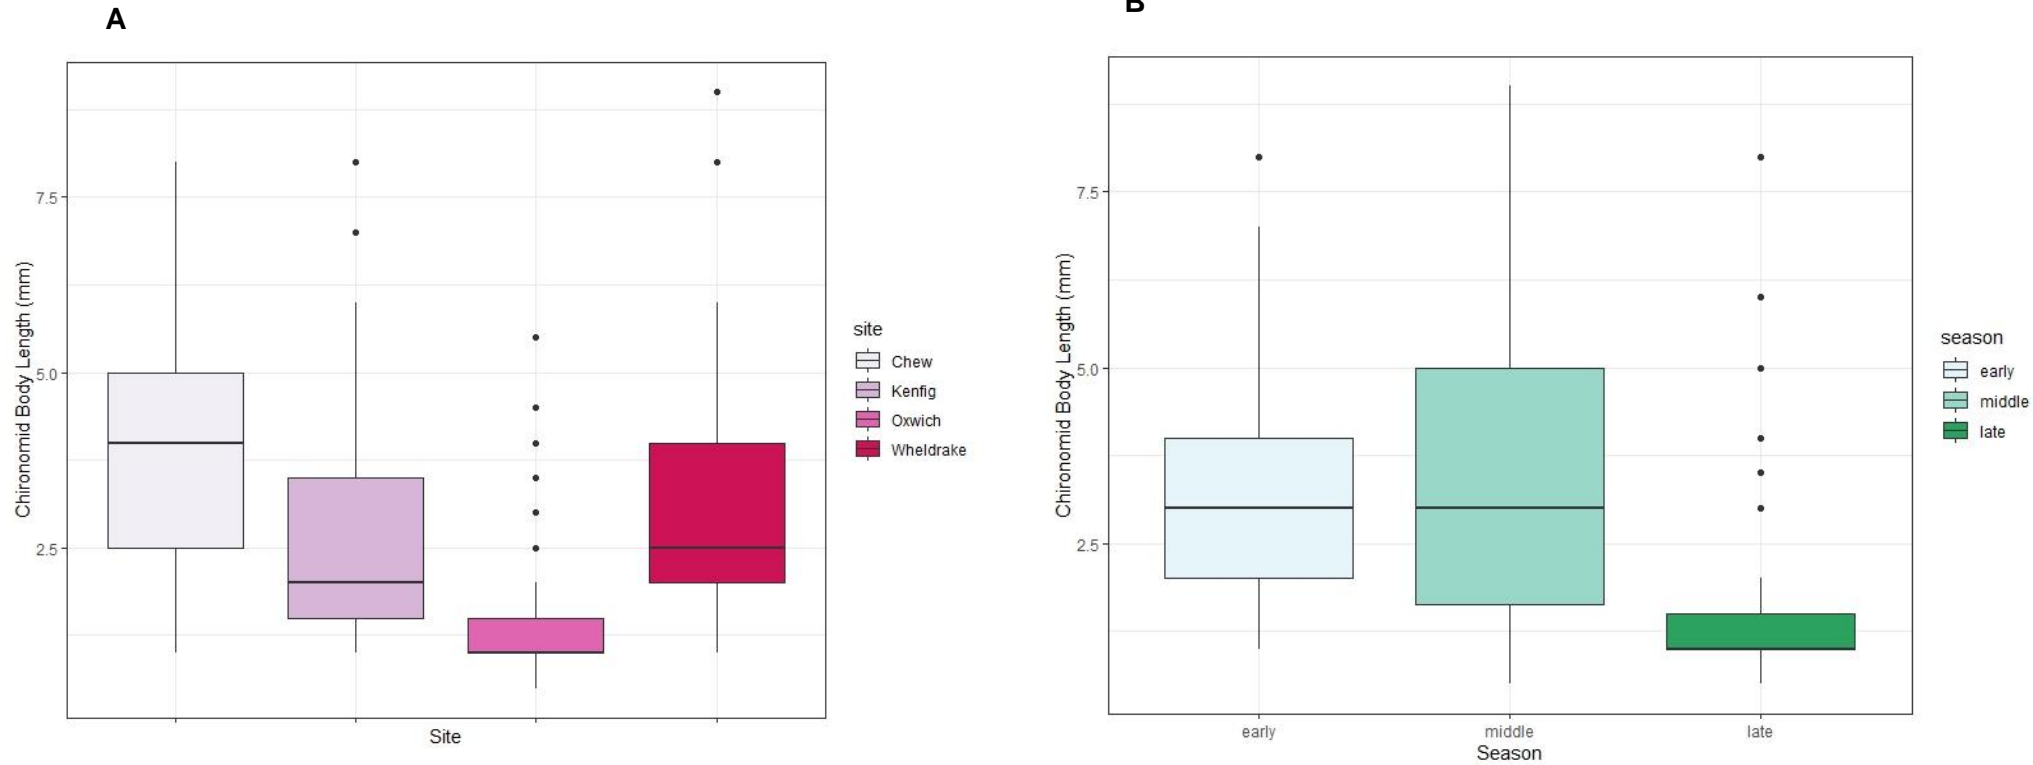 A
7.5
5.0
2.5
Chironomid Body Length (mm)
Site
site
Chew
Kenfig
Oxwich
Wheldrake
B
7.5
5.0
2.5
Chironomid Body Length (mm)
early
middle
late
Season
season
early
middle
late